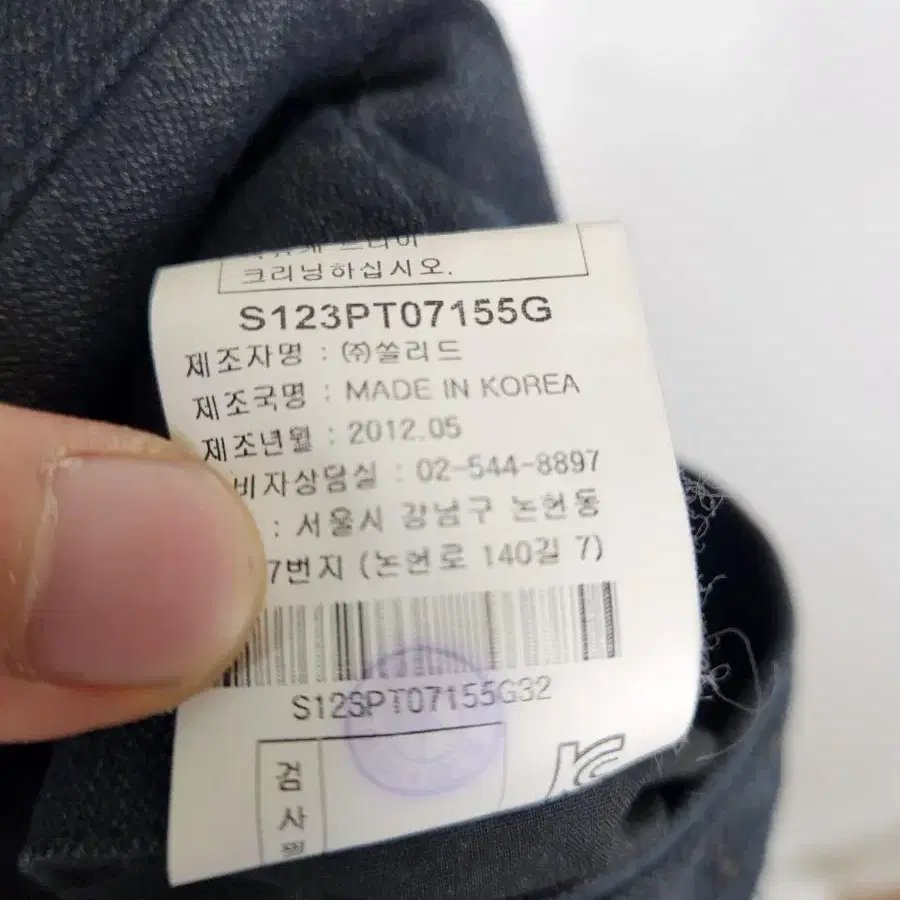 드라이
크리닝하십시오.
S123PT07155G
제조자명 : ㈜쏠리드
제조국명 : MADE IN KOREA
제조년월 : 2012.05
비자상담실 : 02-544-8897
: 서울시 강남구 논현동
7번지 (논현로 140길 7)
S123PT07155G32
검
사